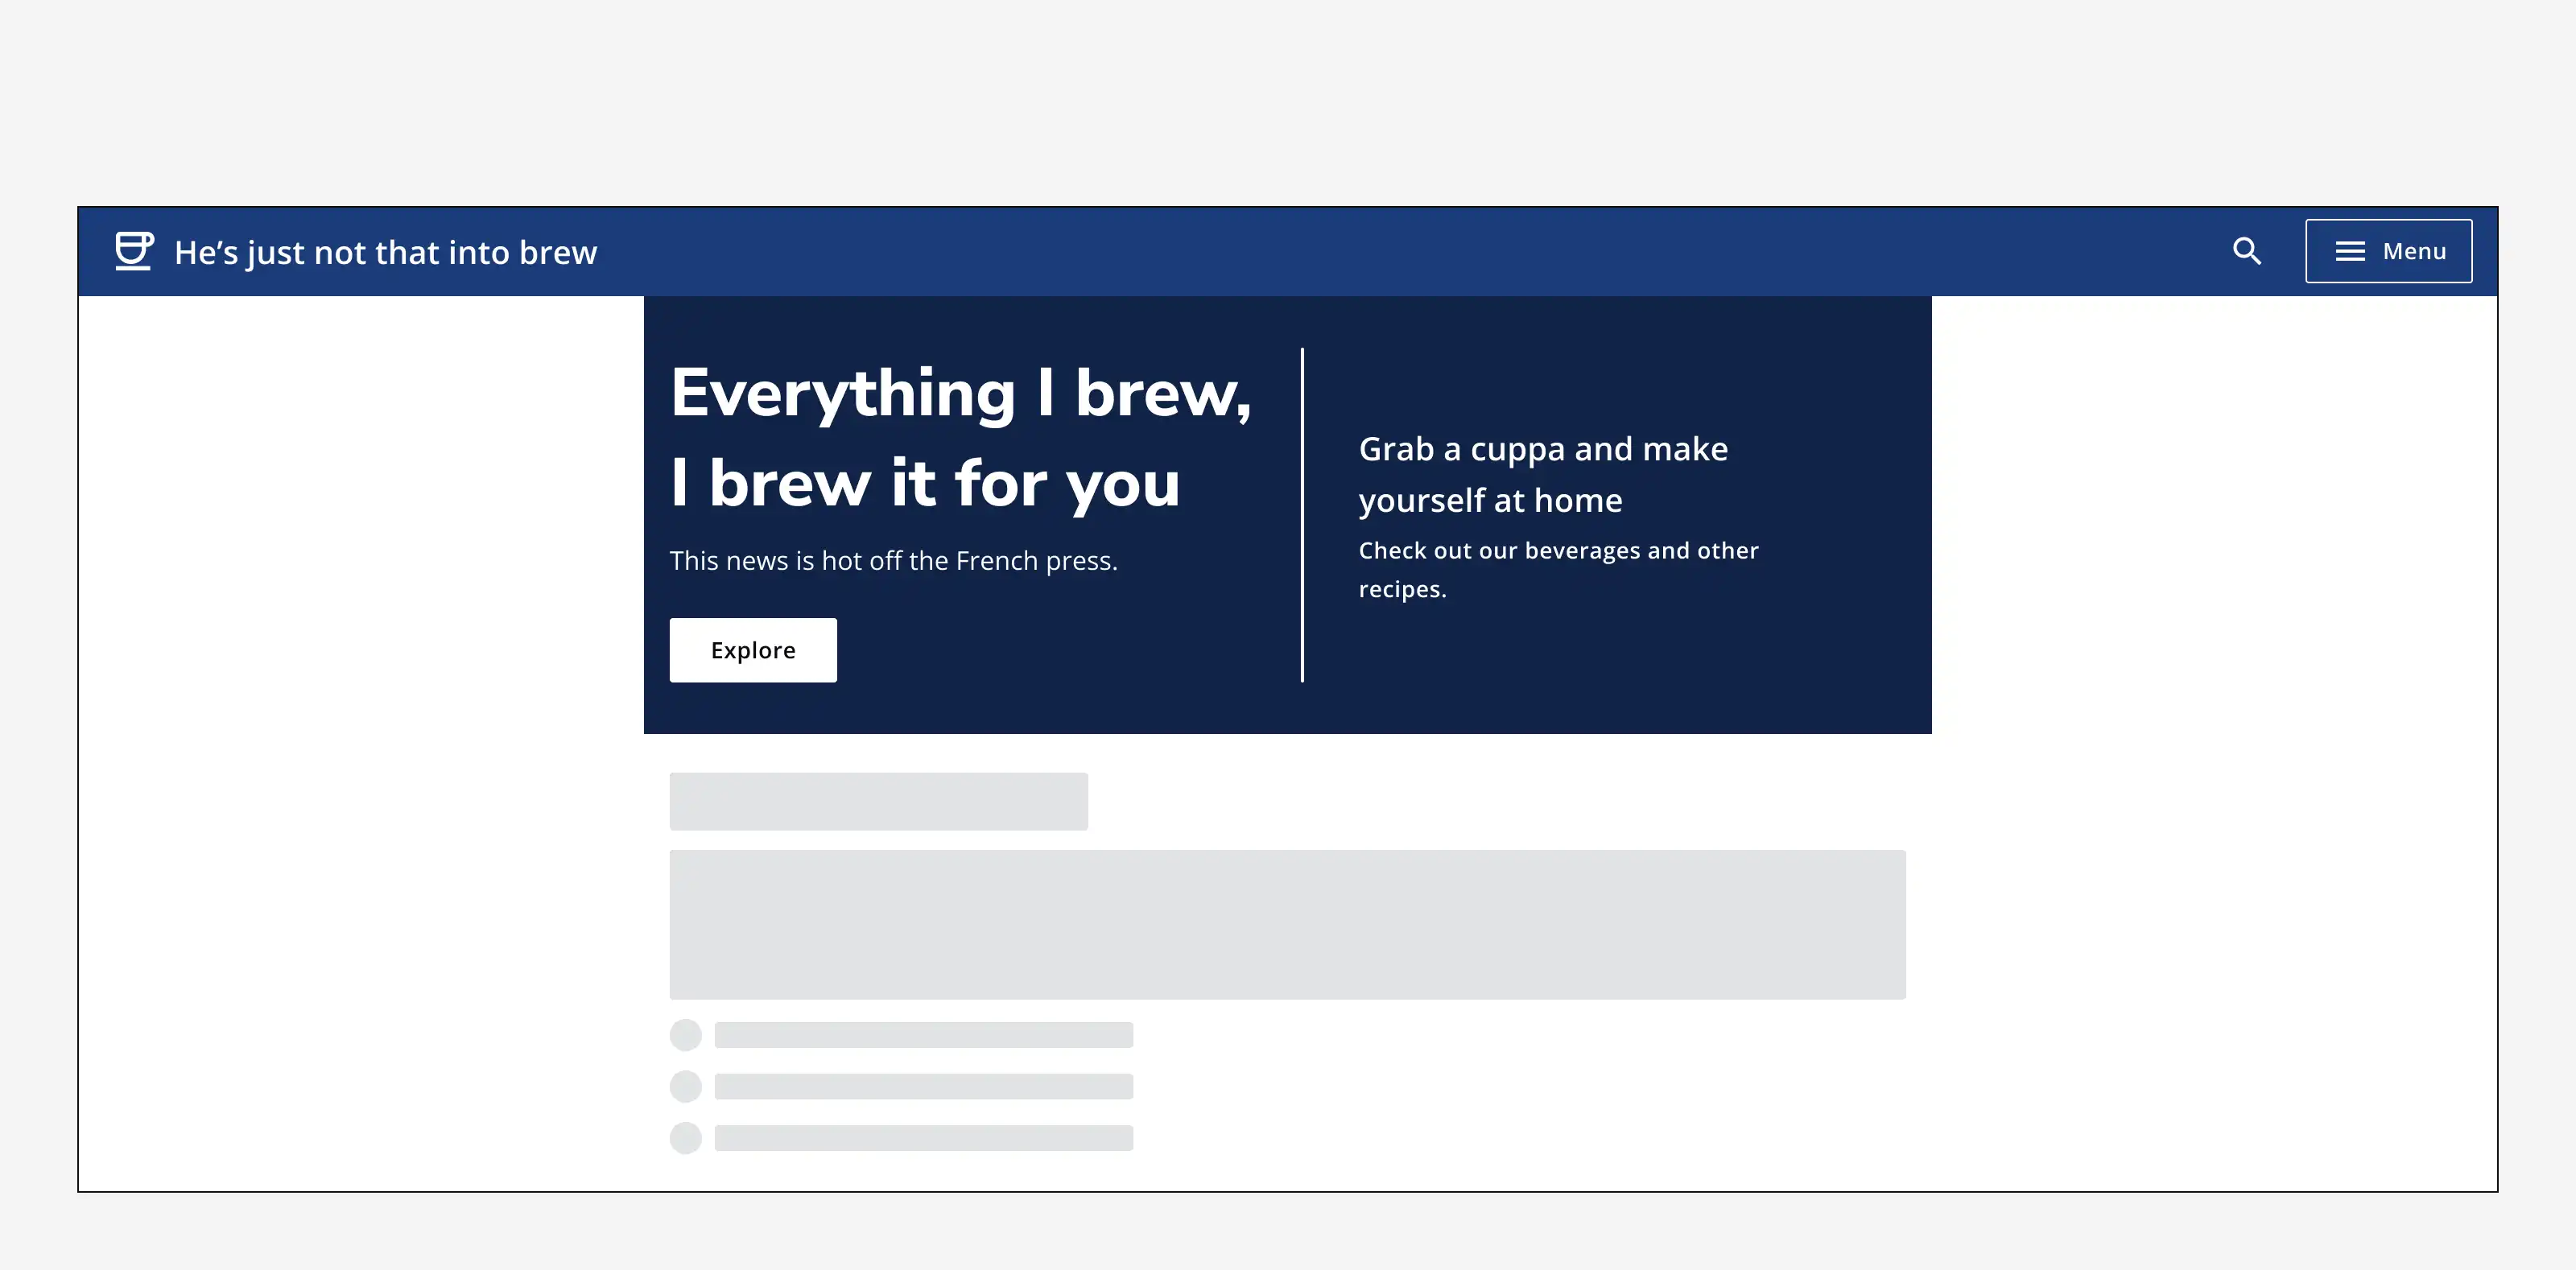 He’s just not that into brew
Menu
Everything I brew,
I brew it for you
This news is hot off the French press.
Explore
Grab a cuppa and make
yourself at home
Check out our beverages and other
recipes.